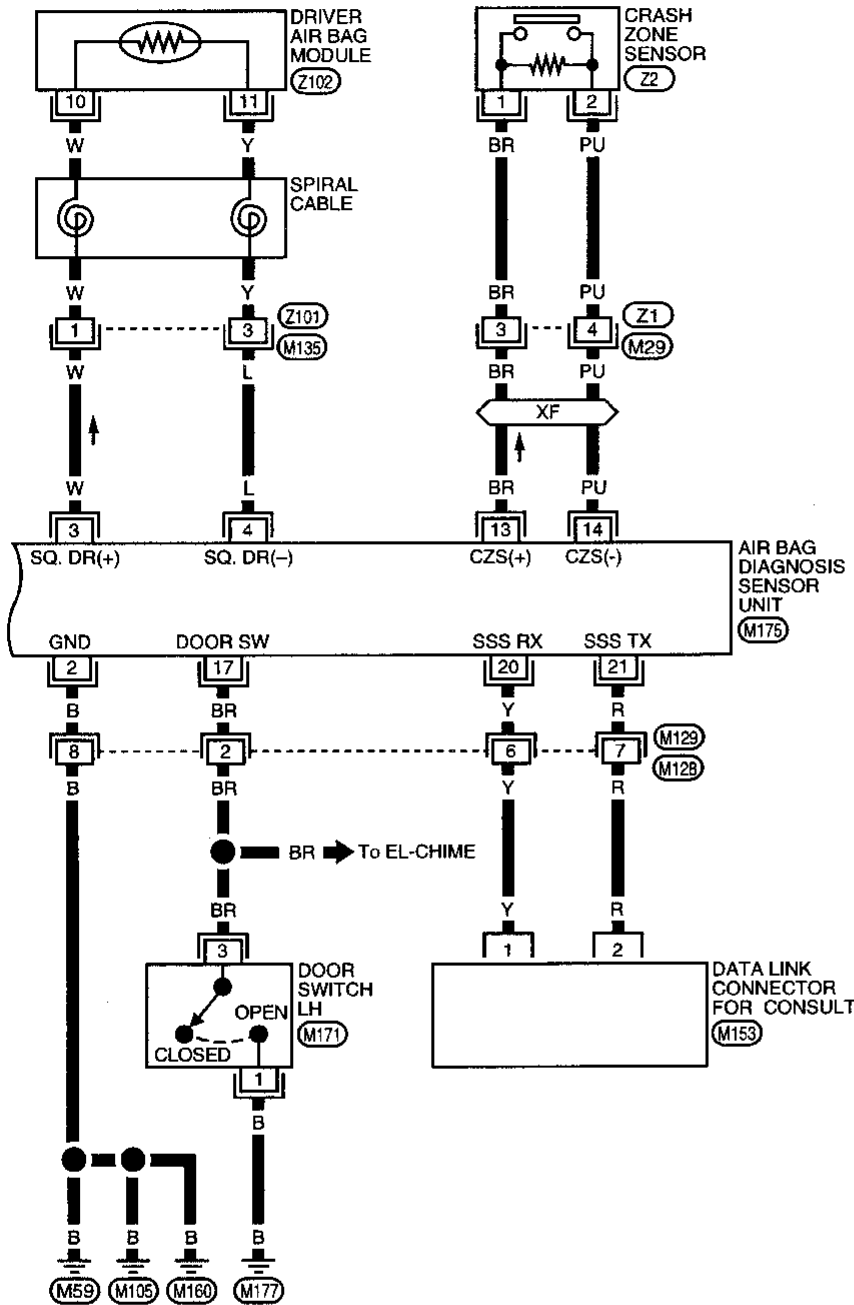 DRIVER
AIR BAG
MODULE
Z102
CRASH
ZONE
SENSOR
Z2
10 11 1 2
W Y BR PU
SPIRAL
CABLE
W Y BR PU
1 3 Z101 3 4 Z1
M135 M29
W L BR PU
XF
W L BR PU
3 4 13 14
SQ. DR(+) SQ. DR(–) CZS(+) CZS(-)
AIR BAG
DIAGNOSIS
SENSOR
UNIT
M175
GND DOOR SW SSS RX SSS TX
2 17 20 21
B BR Y R
8 2 6 7 M129
M128
B BR Y R
BR To EL-CHIME
BR Y R
3 1 2
DOOR
SWITCH
LH
M171
OPEN
CLOSED
DATA LINK
CONNECTOR
FOR CONSULT
M153
1
B
B B B B
M59 M105 M160 M177